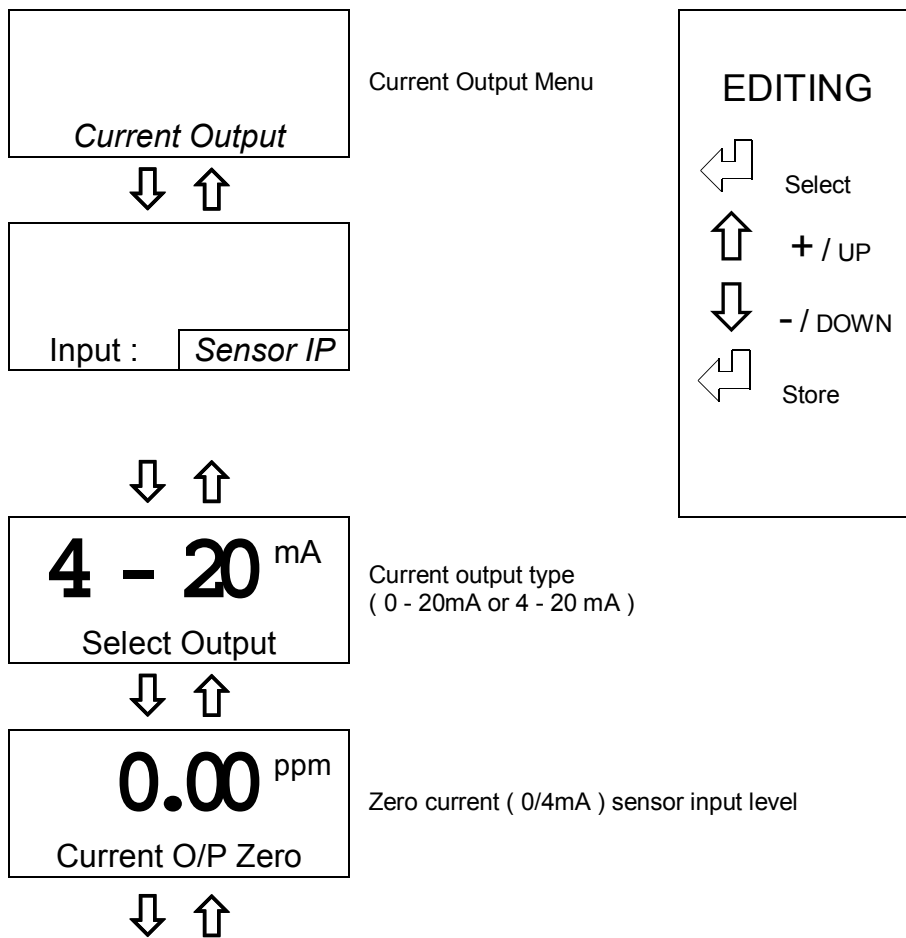 Current Output
Current Output Menu
Input : Sensor IP
4 - 20 mA
Select Output
Current output type
( 0 - 20mA or 4 - 20 mA )
0.00 ppm
Current O/P Zero
Zero current ( 0/4mA ) sensor input level
EDITING
Select
+ / UP
- / DOWN
Store